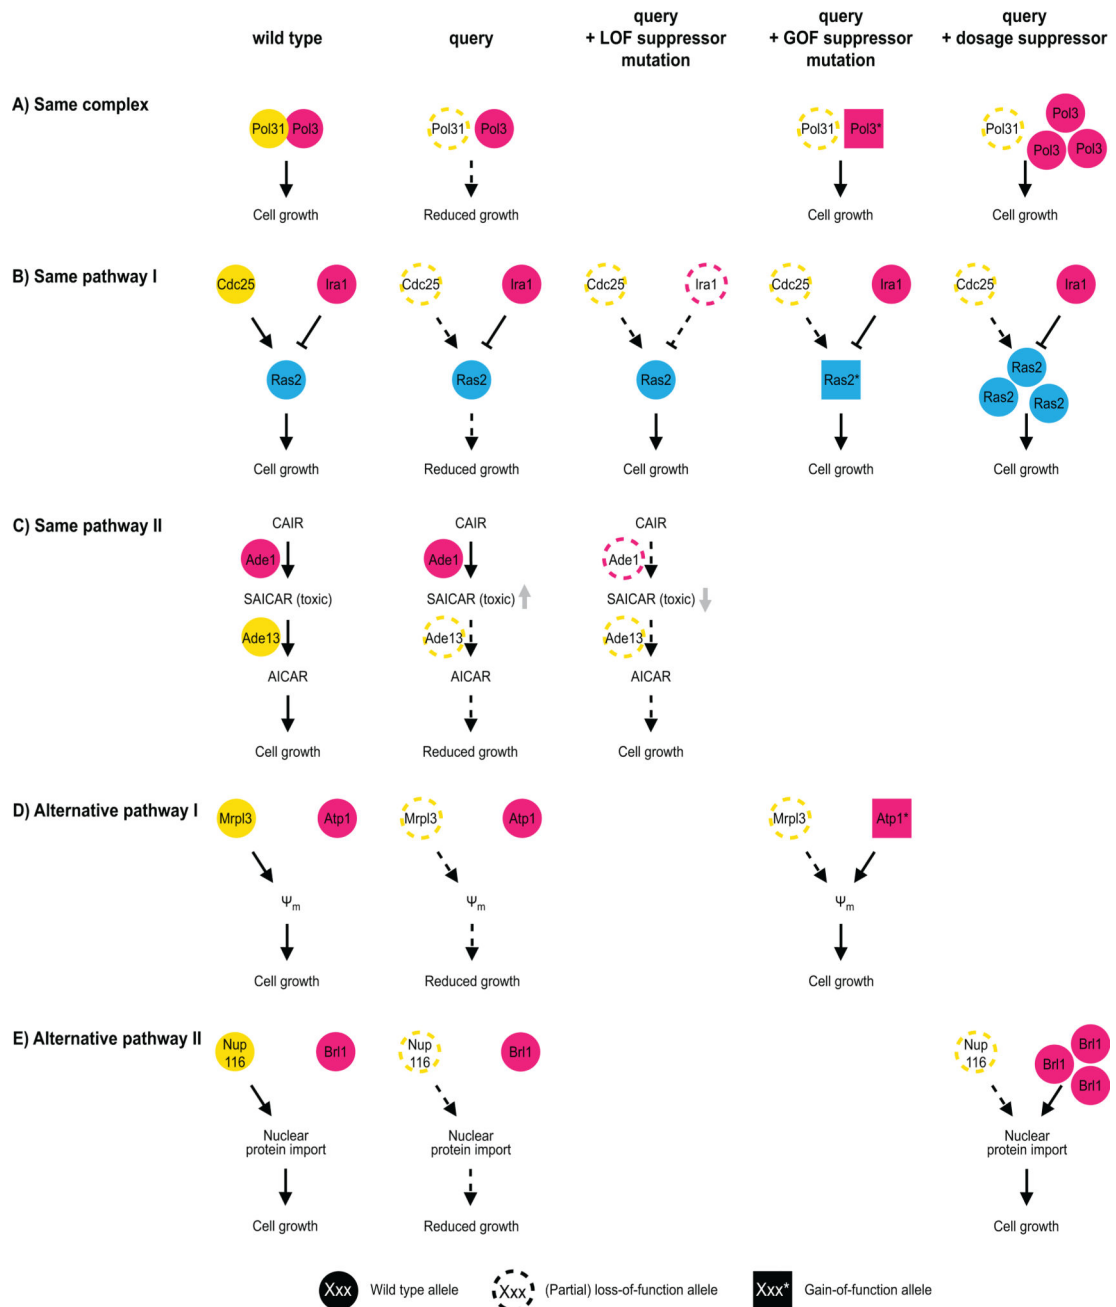 wild type
query
query
+ LOF suppressor
mutation
query
+ GOF suppressor
mutation
query
+ dosage suppressor
A) Same complex
Pol31 Pol3
Pol31 Pol3
Pol31 Pol3*
Pol31 Pol3 Pol3 Pol3
Cell growth
Reduced growth
Cell growth
Cell growth
B) Same pathway I
Cdc25 Ira1
Cdc25 Ira1
Cdc25 Ira1
Cdc25 Ira1
Cdc25 Ira1
Ras2
Ras2
Ras2
Ras2*
Ras2 Ras2 Ras2
Cell growth
Reduced growth
Cell growth
Cell growth
Cell growth
C) Same pathway II
CAIR
CAIR
CAIR
Ade1
Ade1
Ade1
SAICAR (toxic)
SAICAR (toxic)
SAICAR (toxic)
Ade13
Ade13
Ade13
AICAR
AICAR
AICAR
Cell growth
Reduced growth
Cell growth
D) Alternative pathway I
Mrpl3 Atp1
Mrpl3 Atp1
Mrpl3 Atp1*
Ψm
Ψm
Ψm
Cell growth
Reduced growth
Cell growth
E) Alternative pathway II
Nup
116
Brl1
Nup
116
Brl1
Nup
116
Brl1 Brl1 Brl1
Nuclear
protein import
Nuclear
protein import
Nuclear
protein import
Cell growth
Reduced growth
Cell growth
Xxx Wild type allele
Xxx (Partial) loss-of-function allele
Xxx* Gain-of-function allele